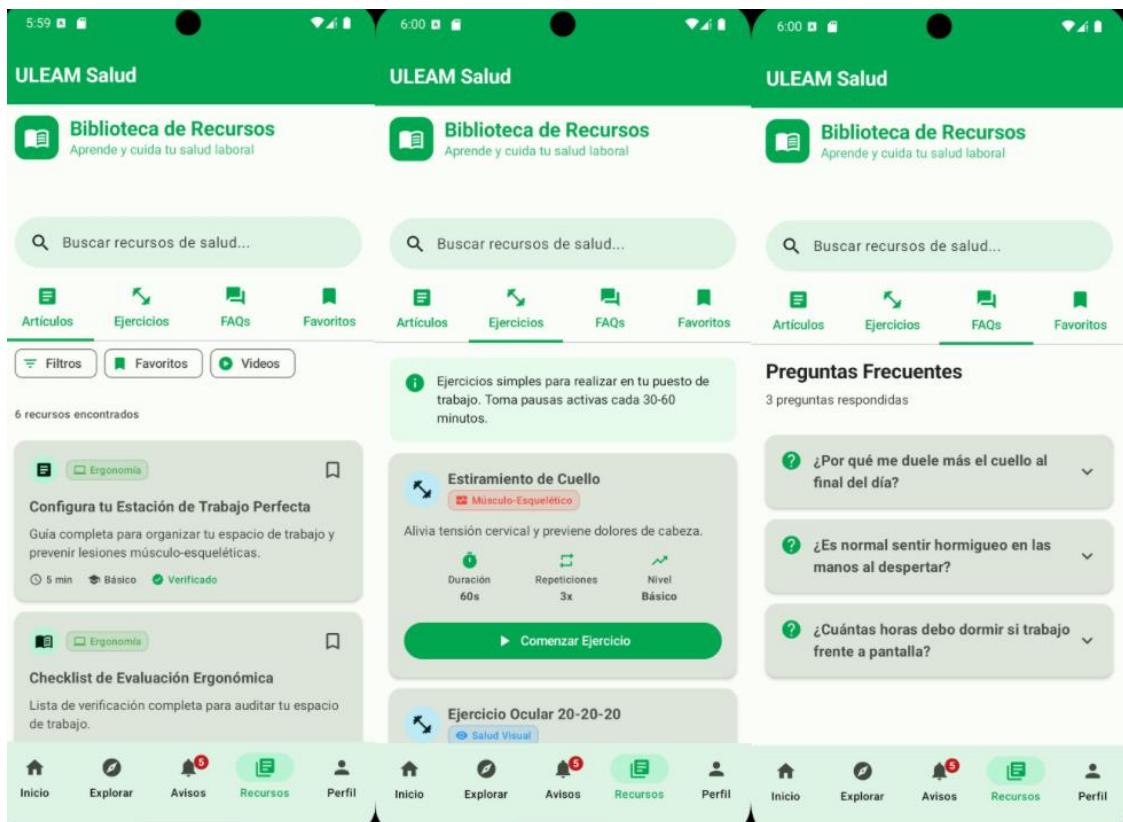 5:59
ULEAM Salud
Biblioteca de Recursos
Aprende y cuida tu salud laboral
Buscar recursos de salud...
Artículos
Ejercicios
FAQs
Favoritos
Filtros
Favoritos
Videos
6 recursos encontrados
Ergonomía
Configura tu Estación de Trabajo Perfecta
Guía completa para organizar tu espacio de trabajo y
prevenir lesiones músculo-esqueléticas.
5 min
Básico
Verificado
Ergonomía
Checklist de Evaluación Ergonómica
Lista de verificación completa para auditar tu espacio
de trabajo.
5
Inicio
Explorar
Avisos
Recursos
Perfil
6:00
ULEAM Salud
Biblioteca de Recursos
Aprende y cuida tu salud laboral
Buscar recursos de salud...
Artículos
Ejercicios
FAQs
Favoritos
Ejercicios simples para realizar en tu puesto de
trabajo. Toma pausas activas cada 30-60
minutos.
Estiramiento de Cuello
Músculo-Esquelético
Alivia tensión cervical y previene dolores de cabeza.
Duración
60s
Repeticiones
3x
Nivel
Básico
Comenzar Ejercicio
Ejercicio Ocular 20-20-20
Salud Visual
5
Inicio
Explorar
Avisos
Recursos
Perfil
6:00
ULEAM Salud
Biblioteca de Recursos
Aprende y cuida tu salud laboral
Buscar recursos de salud...
Artículos
Ejercicios
FAQs
Favoritos
Preguntas Frecuentes
3 preguntas respondidas
¿Por qué me duele más el cuello al
final del día?
¿Es normal sentir hormigueo en las
manos al despertar?
¿Cuántas horas debo dormir si trabajo
frente a pantalla?
5
Inicio
Explorar
Avisos
Recursos
Perfil